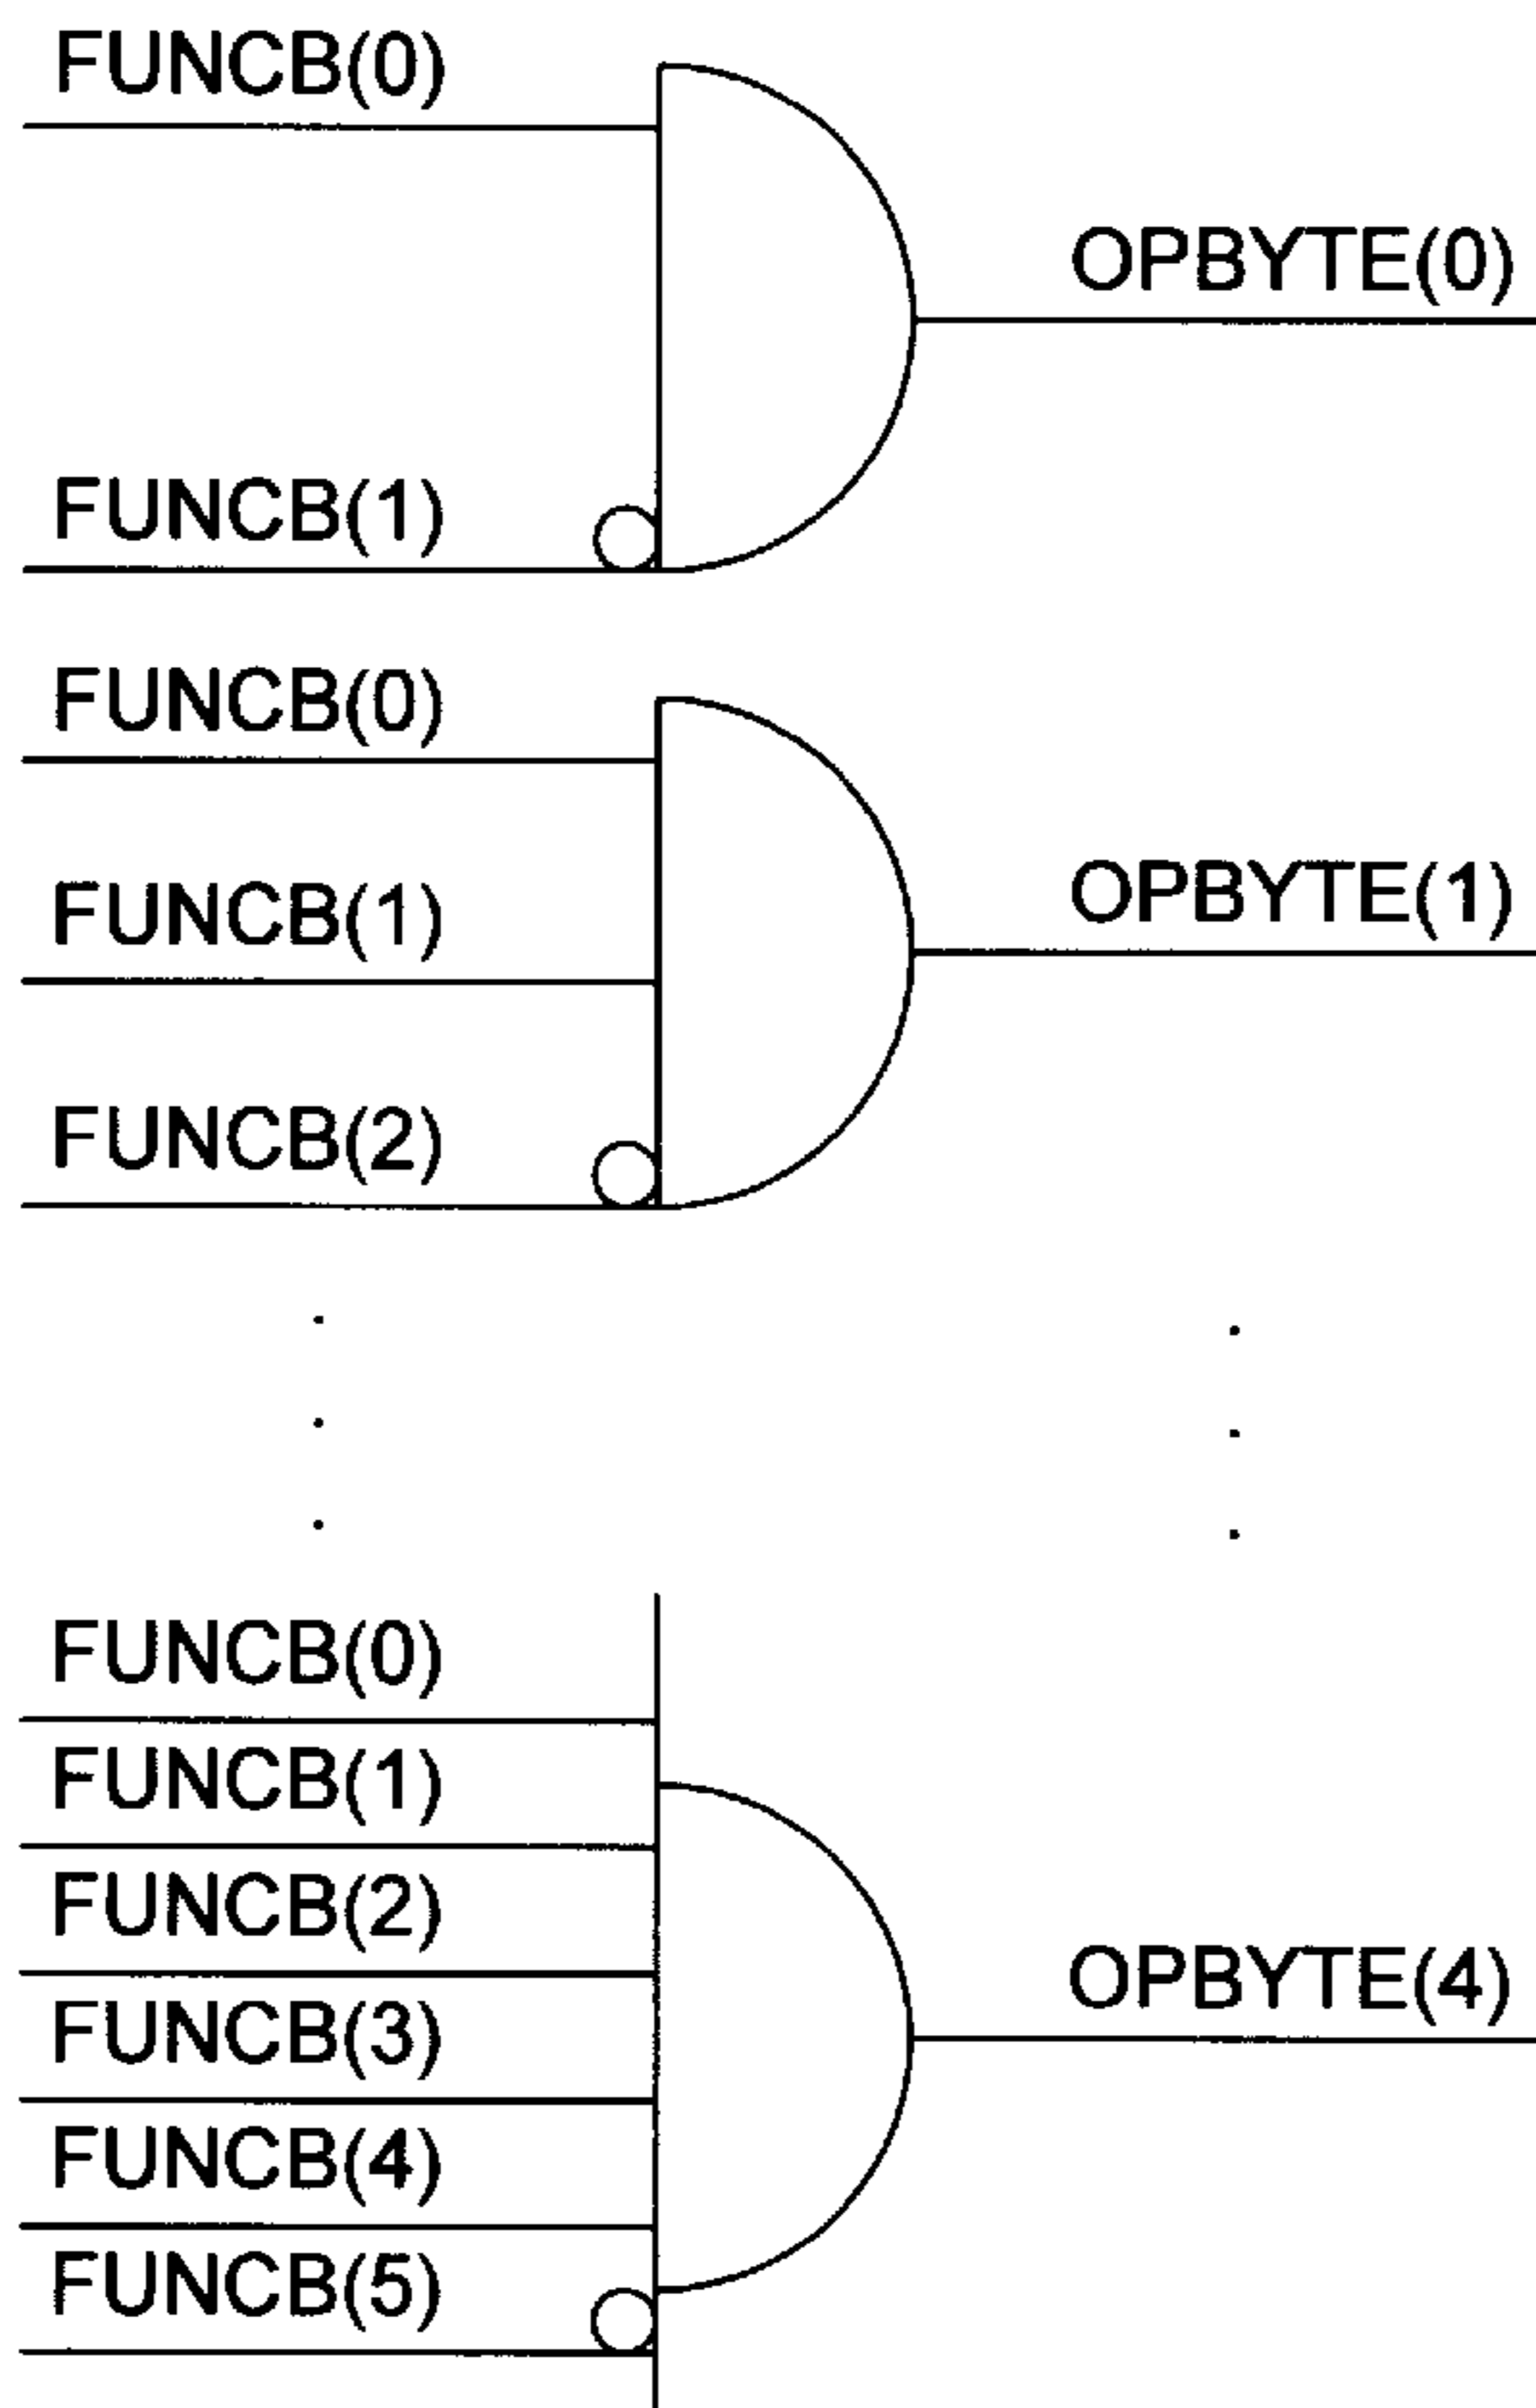 FUNCB(0)
OPBYTE(0)
FUNCB(1)
FUNCB(0)
OPBYTE(1)
FUNCB(1)
FUNCB(2)
FUNCB(0)
FUNCB(1)
FUNCB(2)
OPBYTE(4)
FUNCB(3)
FUNCB(4)
FUNCB(5)